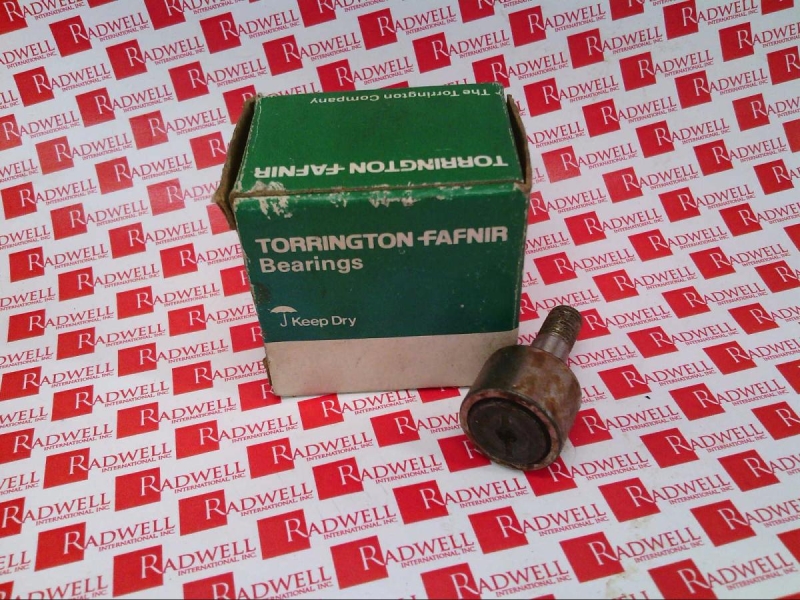 The Torrington Company
TORRINGTON-FAFNIR
TORRINGTON-FAFNIR
Bearings
Keep Dry
R RADWELL
INTERNATIONAL, INC.